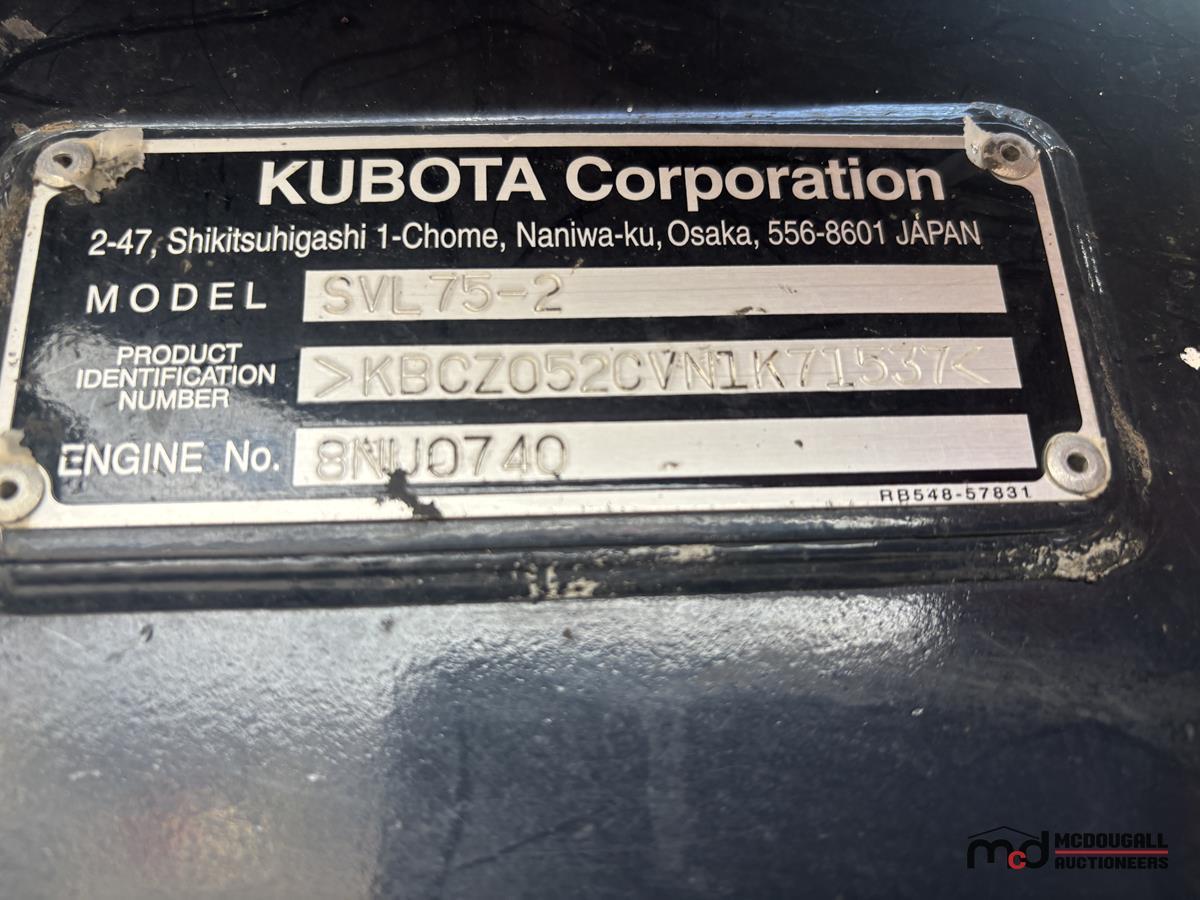 KUBOTA Corporation
2-47, Shikitsuhigashi 1-Chome, Naniwa-ku, Osaka, 556-8601 JAPAN
MODEL SVL75-2
PRODUCT
IDENTIFICATION
NUMBER >KBCZ052CVN1K71537<
ENGINE No. 8NU0740
RB548-57831
mcd MCDOUGALL
AUCTIONEERS